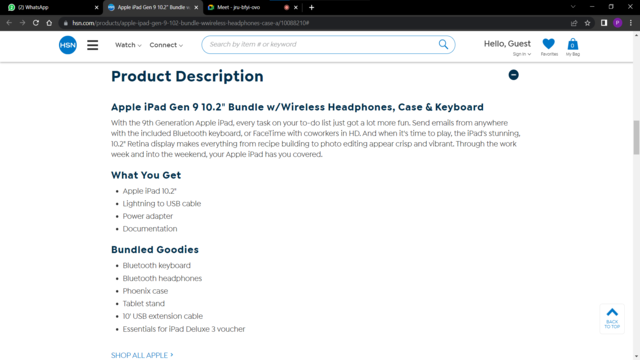 (2) WhatsApp
Apple iPad Gen 9 10.2" Bundle w
Meet - jru-bfyi-ovo
hsn.com/products/apple-ipad-gen-9-102-bundle-wwireless-headphones-case-a/10088210#
P
HSN
Watch
Connect
Search by item # or keyword
Hello, Guest
Sign In
Favorites
0
My Bag
Product Description
Apple iPad Gen 9 10.2" Bundle w/Wireless Headphones, Case & Keyboard
With the 9th Generation Apple iPad, every task on your to-do list just got a lot more fun. Send emails from anywhere
with the included Bluetooth keyboard, or FaceTime with coworkers in HD. And when it's time to play, the iPad's stunning,
10.2" Retina display makes everything from recipe building to photo editing appear crisp and vibrant. Through the work
week and into the weekend, your Apple iPad has you covered.
What You Get
Apple iPad 10.2"
Lightning to USB cable
Power adapter
Documentation
Bundled Goodies
Bluetooth keyboard
Bluetooth headphones
Phoenix case
Tablet stand
10' USB extension cable
Essentials for iPad Deluxe 3 voucher
BACK
TO TOP
SHOP ALL APPLE